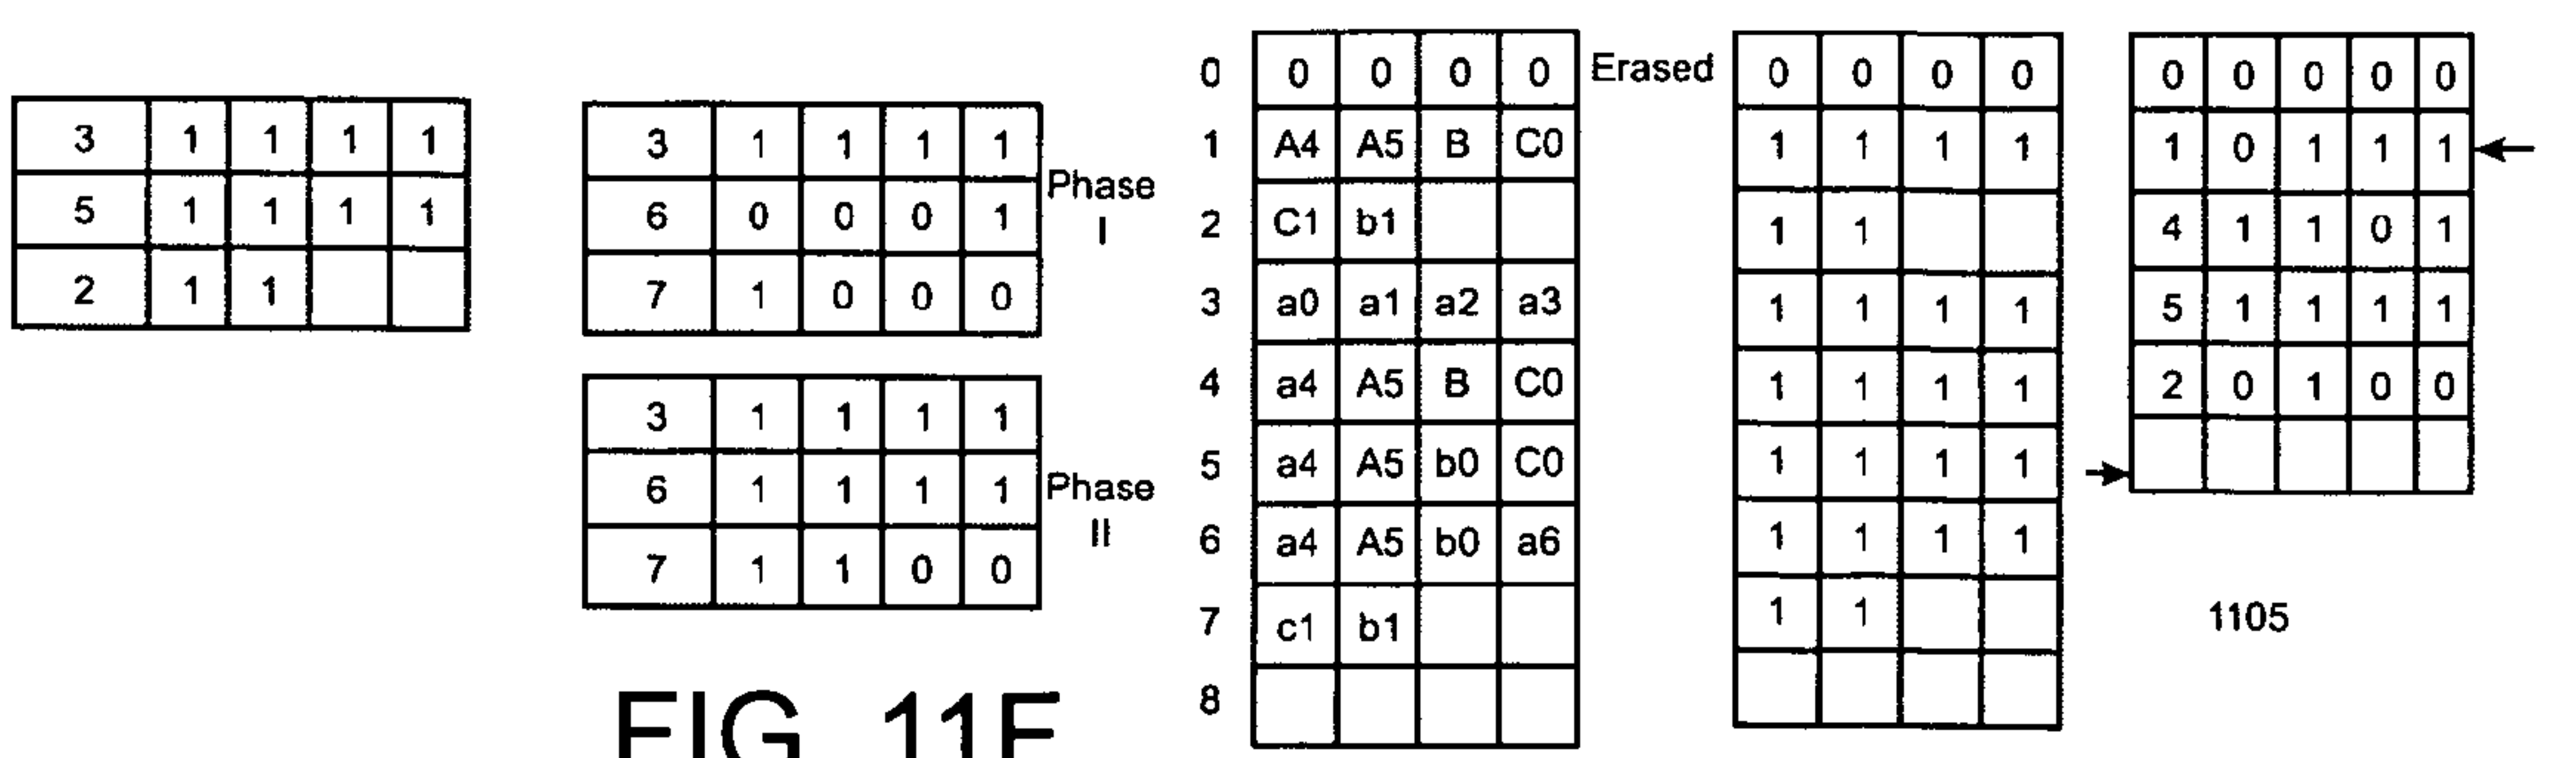 3 1 1 1 1
5 1 1 1 1
2 1 1
3 1 1 1 1
6 0 0 0 1
7 1 0 0 0
Phase
I
3 1 1 1 1
6 1 1 1 1
7 1 1 0 0
Phase
II
0 0 0 0 0 Erased
1 A4 A5 B C0
2 C1 b1
3 a0 a1 a2 a3
4 a4 A5 B C0
5 a4 A5 b0 C0
6 a4 A5 b0 a6
7 c1 b1
8
0 0 0 0
1 1 1 1
1 1
1 1 1 1
1 1 1 1
1 1 1 1
1 1 1 1
1 1
0 0 0 0 0
1 0 1 1 1
4 1 1 0 1
5 1 1 1 1
2 0 1 0 0
1105